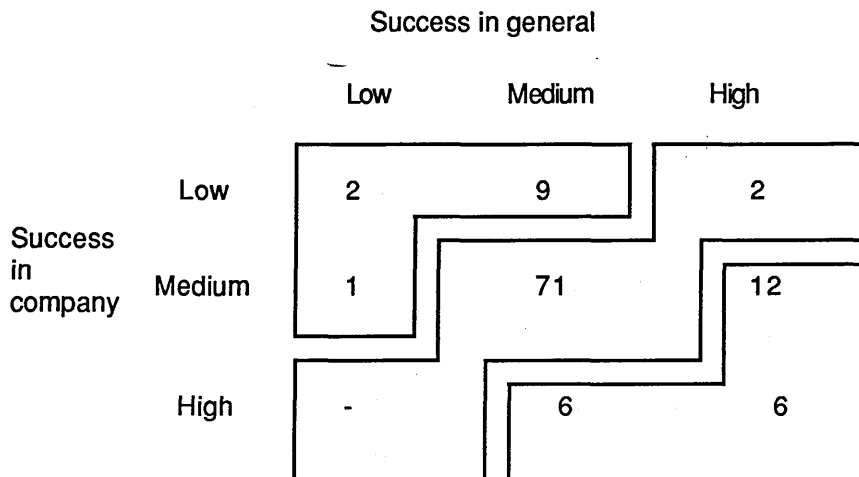 Success in general
Low Medium High
Low 2 9 2
Success
in
company
Medium 1 71 12
High - 6 6